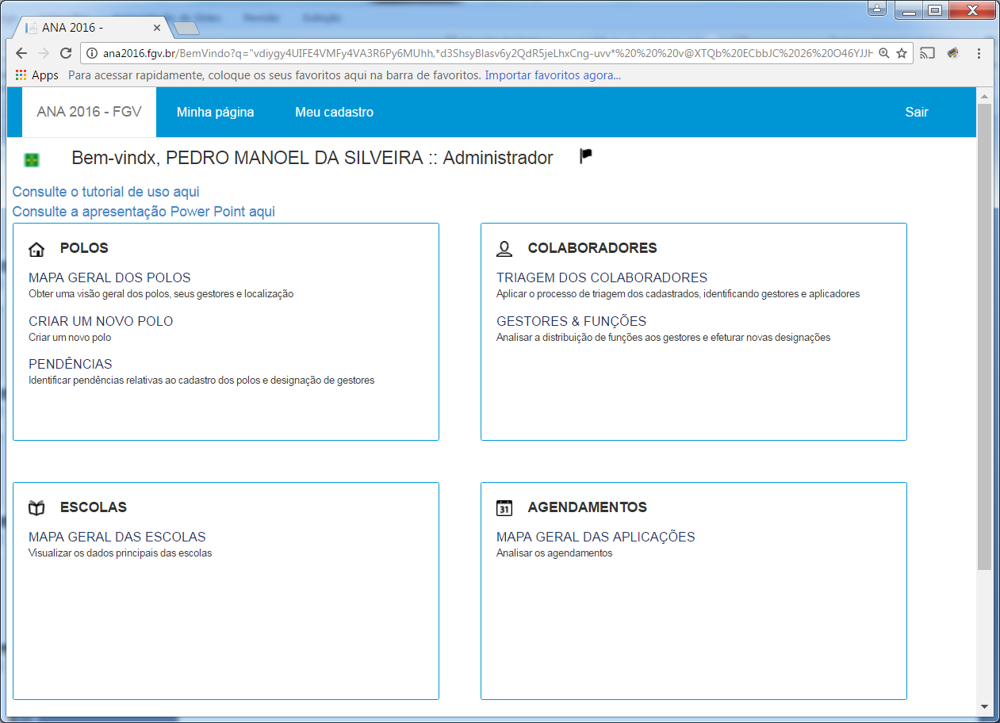 ANA 2016 -
ana2016.fgv.br/BemVindo?q="vdiygy4UIFE4VMFy4VA3R6Py6MUhh,*d3ShsyBlasv6y2QdR5jeLhxCng-uvv*%20%20%20v@XTQb%20ECbbJC%2026%20O46YJJH
Apps Para acessar rapidamente, coloque os seus favoritos aqui na barra de favoritos. Importar favoritos agora...
ANA 2016 - FGV Minha página Meu cadastro Sair
Bem-vindx, PEDRO MANOEL DA SILVEIRA :: Administrador
Consulte o tutorial de uso aqui
Consulte a apresentação Power Point aqui
POLOS
MAPA GERAL DOS POLOS
Obter uma visão geral dos polos, seus gestores e localização
CRIAR UM NOVO POLO
Criar um novo polo
PENDÊNCIAS
Identificar pendências relativas ao cadastro dos polos e designação de gestores
COLABORADORES
TRIAGEM DOS COLABORADORES
Aplicar o processo de triagem dos cadastrados, identificando gestores e aplicadores
GESTORES & FUNÇÕES
Analisar a distribuição de funções aos gestores e efeturar novas designações
ESCOLAS
MAPA GERAL DAS ESCOLAS
Visualizar os dados principais das escolas
31 AGENDAMENTOS
MAPA GERAL DAS APLICAÇÕES
Analisar os agendamentos